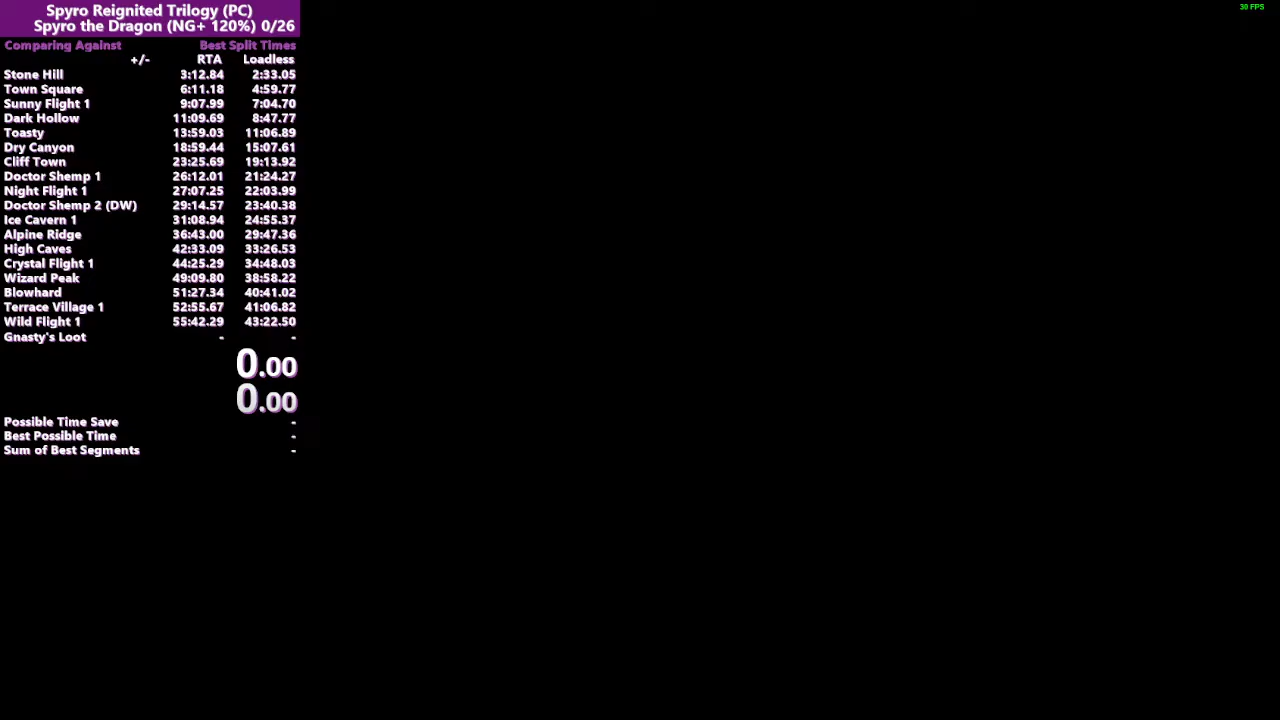 Spyro Reignited Trilogy (PC)
Spyro the Dragon (NG+ 120%) 0/26
Comparing Against Best Split Times
+/- RTA Loadless
Stone Hill 3:12.84 2:33.05
Town Square 6:11.18 4:59.77
Sunny Flight 1 9:07.99 7:04.70
Dark Hollow 11:09.69 8:47.77
Toasty 13:59.03 11:06.89
Dry Canyon 18:59.44 15:07.61
Cliff Town 23:25.69 19:13.92
Doctor Shemp 1 26:12.01 21:24.27
Night Flight 1 27:07.25 22:03.99
Doctor Shemp 2 (DW) 29:14.57 23:40.38
Ice Cavern 1 31:08.94 24:55.37
Alpine Ridge 36:43.00 29:47.36
High Caves 42:33.09 33:26.53
Crystal Flight 1 44:25.29 34:48.03
Wizard Peak 49:09.80 38:58.22
Blowhard 51:27.34 40:41.02
Terrace Village 1 52:55.67 41:06.82
Wild Flight 1 55:42.29 43:22.50
Gnasty's Loot - -
0.00
0.00
Possible Time Save -
Best Possible Time -
Sum of Best Segments -
30 FPS